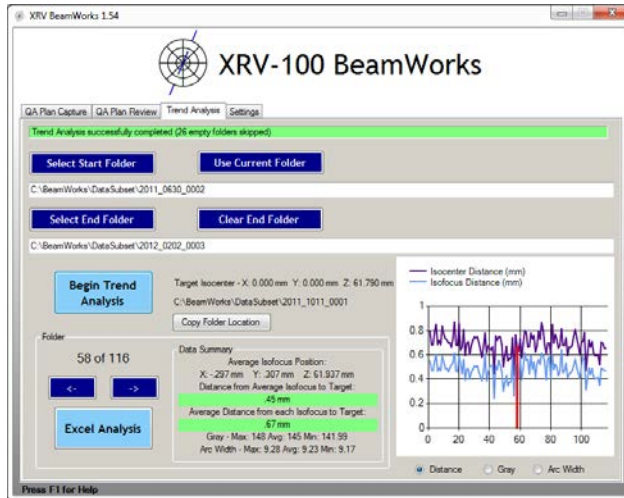 XRV BeamWorks 1.54
XRV-100 BeamWorks
QA Plan Capture QA Plan Review Trend Analysis Settings
Trend Analysis successfully completed (26 empty folders skipped)
Select Start Folder Use Current Folder
C:\BeamWorks\DataSubset\2011_0630_0002
Select End Folder Clear End Folder
C:\BeamWorks\DataSubset\2012_0202_0003
Begin Trend Analysis
Target Isocenter - X: 0.000 mm Y: 0.000 mm Z: 61.790 mm
C:\BeamWorks\DataSubset\2011_1011_0001
Copy Folder Location
Folder
58 of 116
<- ->
Excel Analysis
Data Summary
Average Isofocus Position:
X: -.297 mm Y: .307 mm Z: 61.937 mm
Distance from Average Isofocus to Target:
.45 mm
Average Distance from each Isofocus to Target:
.67 mm
Gray - Max: 148 Avg: 145 Min: 141.99
Arc Width - Max: 9.28 Avg: 9.23 Min: 9.17
Isocenter Distance (mm)
Isofocus Distance (mm)
1
0.8
0.6
0.4
0.2
0
0 20 40 60 80 100
Distance Gray Arc Width
Press F1 for Help